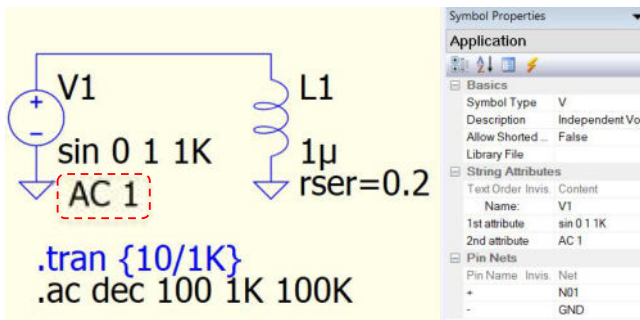 V1
+
−
sin 0 1 1K
AC 1
L1
1µ
rser=0.2
.tran {10/1K}
.ac dec 100 1K 100K
Symbol Properties
Application
Basics
Symbol Type V
Description Independent Vo
Allow Shorted ... False
Library File
String Attributes
Text Order Invis. Content
Name: V1
1st attribute sin 0 1 1K
2nd attribute AC 1
Pin Nets
Pin Name Invis. Net
+ N01
- GND